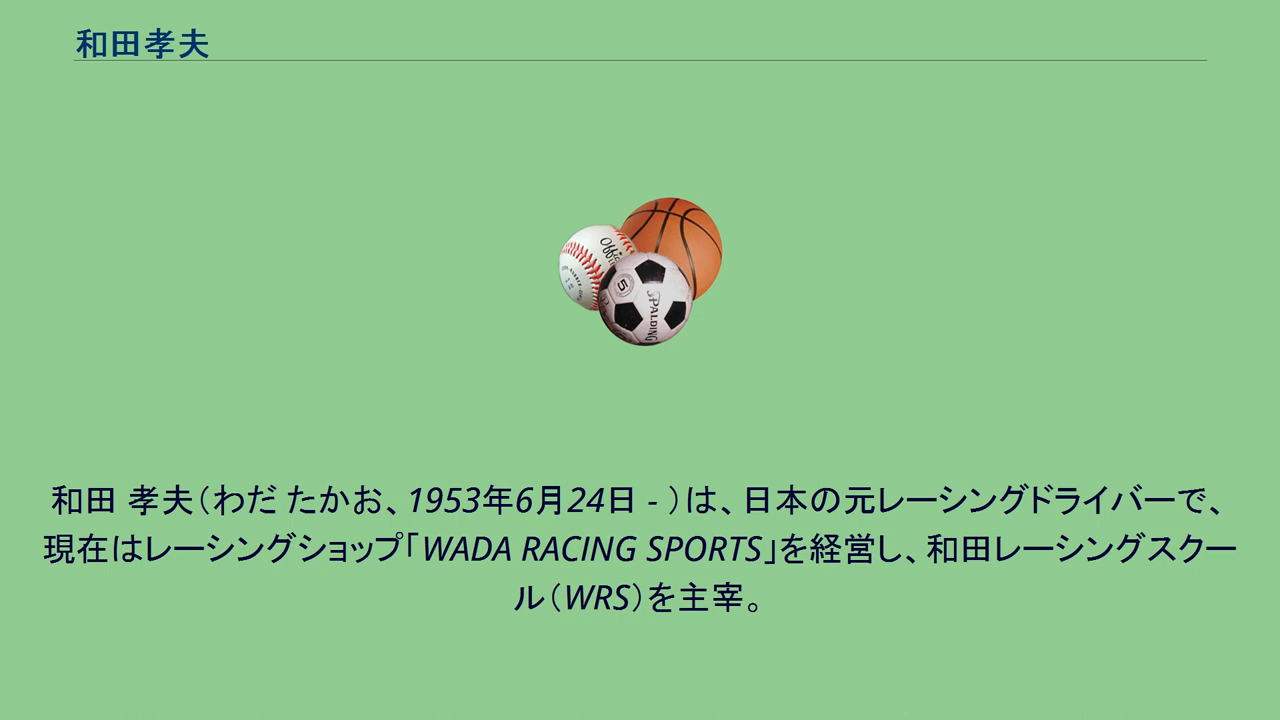 和田孝夫
Offic
5
SPALDING
和田 孝夫（わだ たかお、1953年6月24日 - ）は、日本の元レーシングドライバーで、
現在はレーシングショップ「WADA RACING SPORTS」を経営し、和田レーシングスクー
ル（WRS）を主宰。